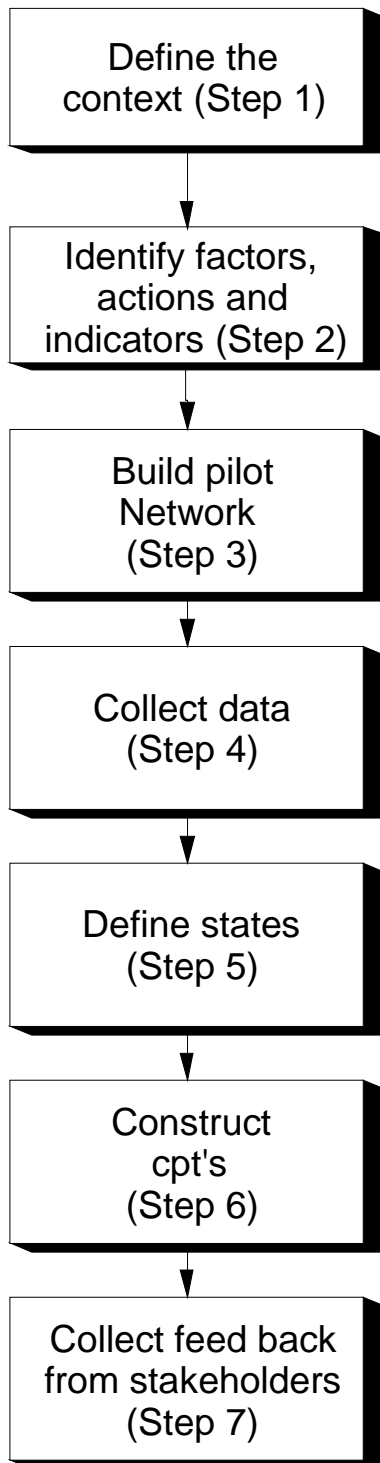 Define the
context (Step 1)
Identify factors,
actions and
indicators (Step 2)
Build pilot
Network
(Step 3)
Collect data
(Step 4)
Define states
(Step 5)
Construct
cpt's
(Step 6)
Collect feed back
from stakeholders
(Step 7)